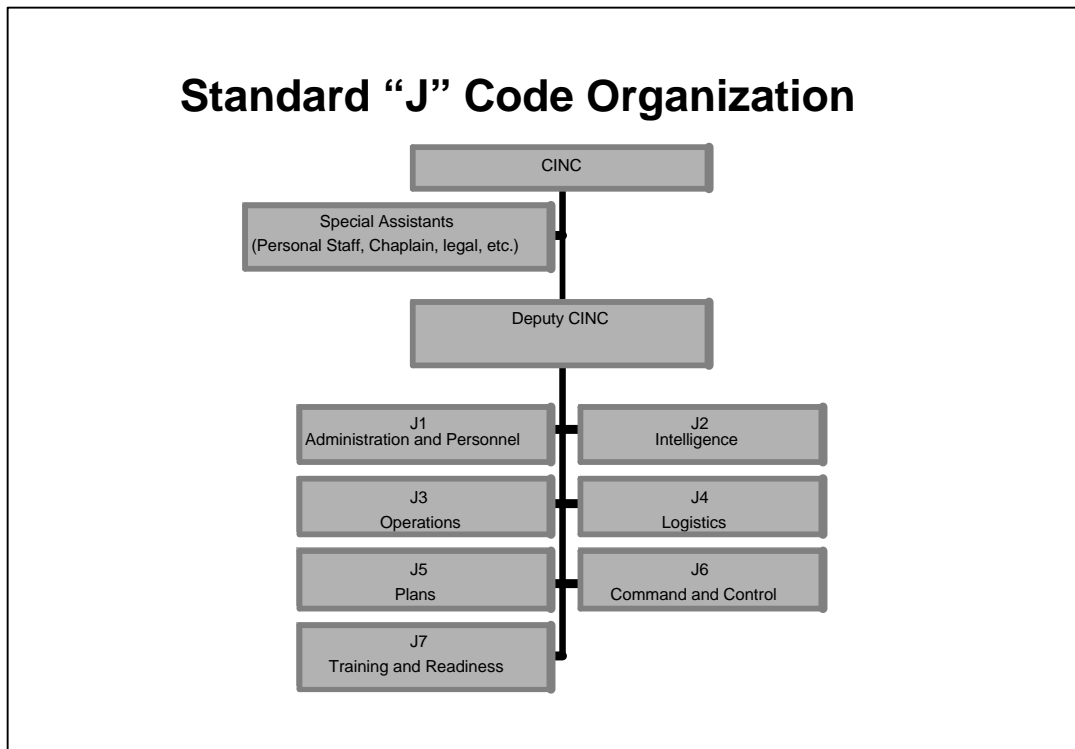 Standard “J” Code Organization
CINC
Special Assistants
(Personal Staff, Chaplain, legal, etc.)
Deputy CINC
J1
Administration and Personnel
J2
Intelligence
J3
Operations
J4
Logistics
J5
Plans
J6
Command and Control
J7
Training and Readiness